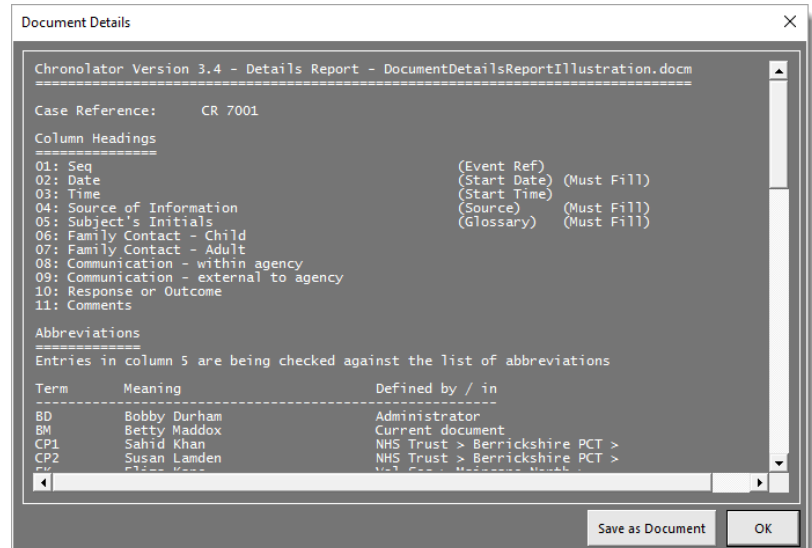 Document Details
Chronolator Version 3.4 - Details Report - DocumentDetailsReportIllustration.docm
=================================================================================
Case Reference: CR 7001
Column Headings
===============
01: Seq (Event Ref)
02: Date (Start Date) (Must Fill)
03: Time (Start Time)
04: Source of Information (Source) (Must Fill)
05: Subject's Initials (Glossary) (Must Fill)
06: Family Contact - Child
07: Family Contact - Adult
08: Communication - within agency
09: Communication - external to agency
10: Response or Outcome
11: Comments
Abbreviations
=============
Entries in column 5 are being checked against the list of abbreviations
Term Meaning Defined by / in
---------------------------------------------------------
BD Bobby Durham Administrator
BM Betty Maddox Current document
CP1 Sahid Khan NHS Trust > Berrickshire PCT >
CP2 Susan Lamden NHS Trust > Berrickshire PCT >
Save as Document OK